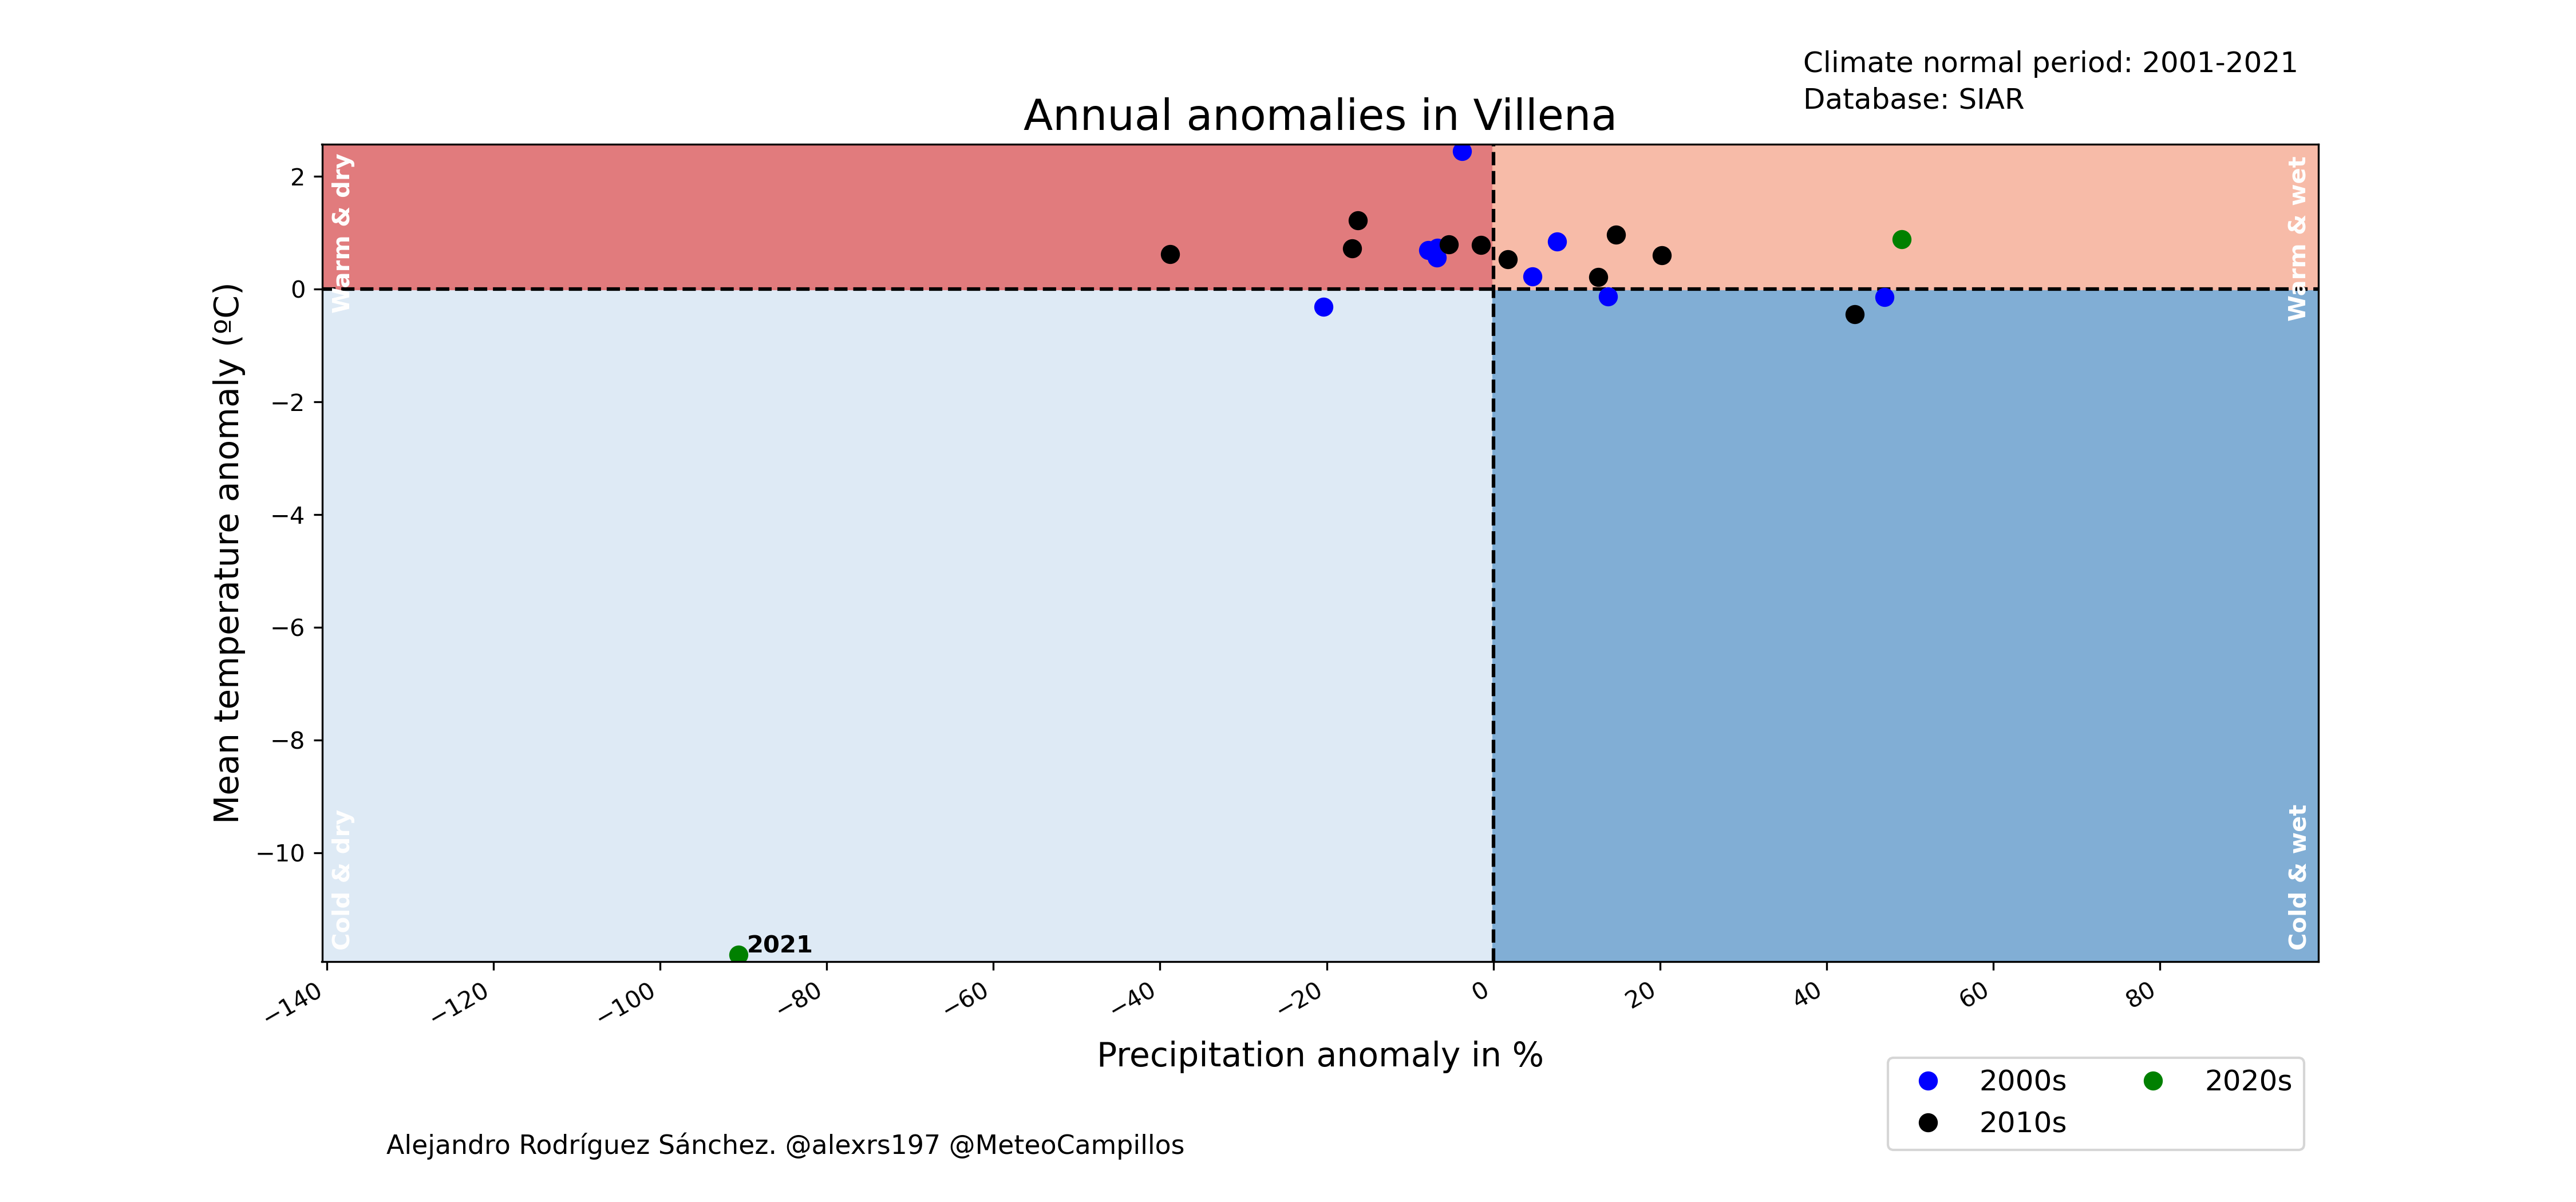 Climate normal period: 2001-2021
Database: SIAR
Annual anomalies in Villena
Warm & dry
Warm & wet
Cold & dry
Cold & wet
Mean temperature anomaly (ºC)
2
0
−2
−4
−6
−8
−10
2021
−140
−120
−100
−80
−60
−40
−20
0
20
40
60
80
Precipitation anomaly in %
2000s
2010s
2020s
Alejandro Rodríguez Sánchez. @alexrs197 @MeteoCampillos